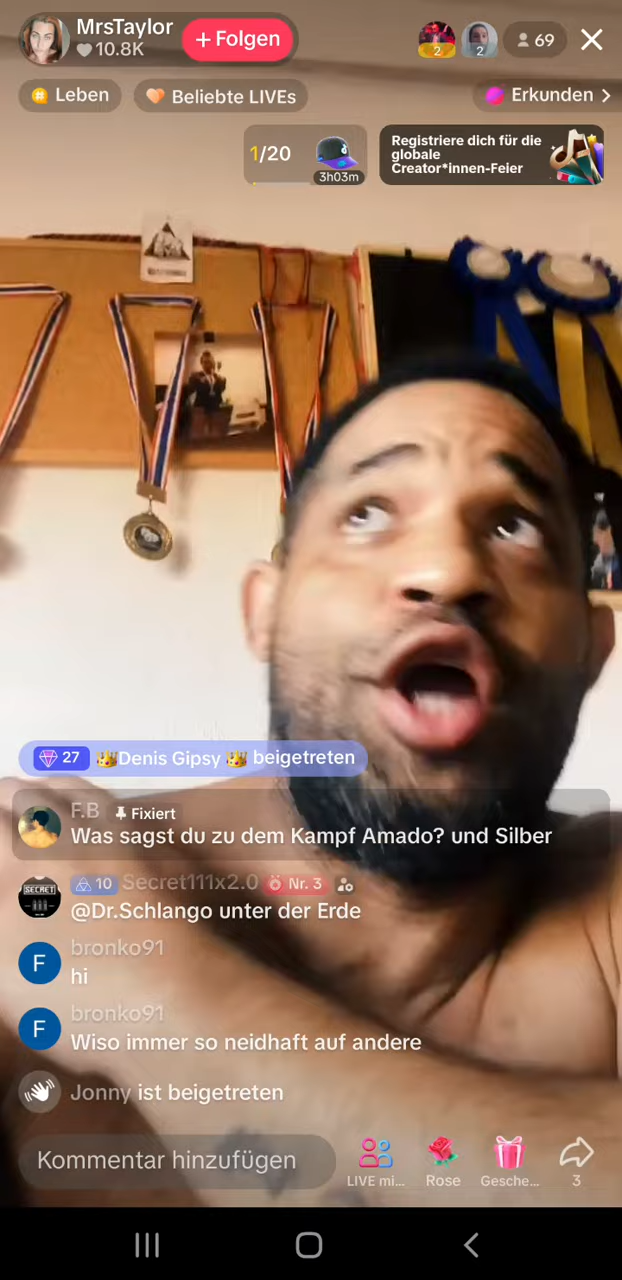 MrsTaylor
10.8K
+ Folgen
2
2
69
Leben
Beliebte LIVEs
Erkunden
1/20
3h03m
Registriere dich für die
globale
Creator*innen-Feier
27 Denis Gipsy beigetreten
F.B Fixiert
Was sagst du zu dem Kampf Amado? und Silber
SECRET
10 Secret111x2.0 Nr. 3
@Dr.Schlango unter der Erde
bronko91
F
hi
bronko91
F
Wiso immer so neidhaft auf andere
Jonny ist beigetreten
Kommentar hinzufügen
LIVE mi...
Rose
Gesche...
3